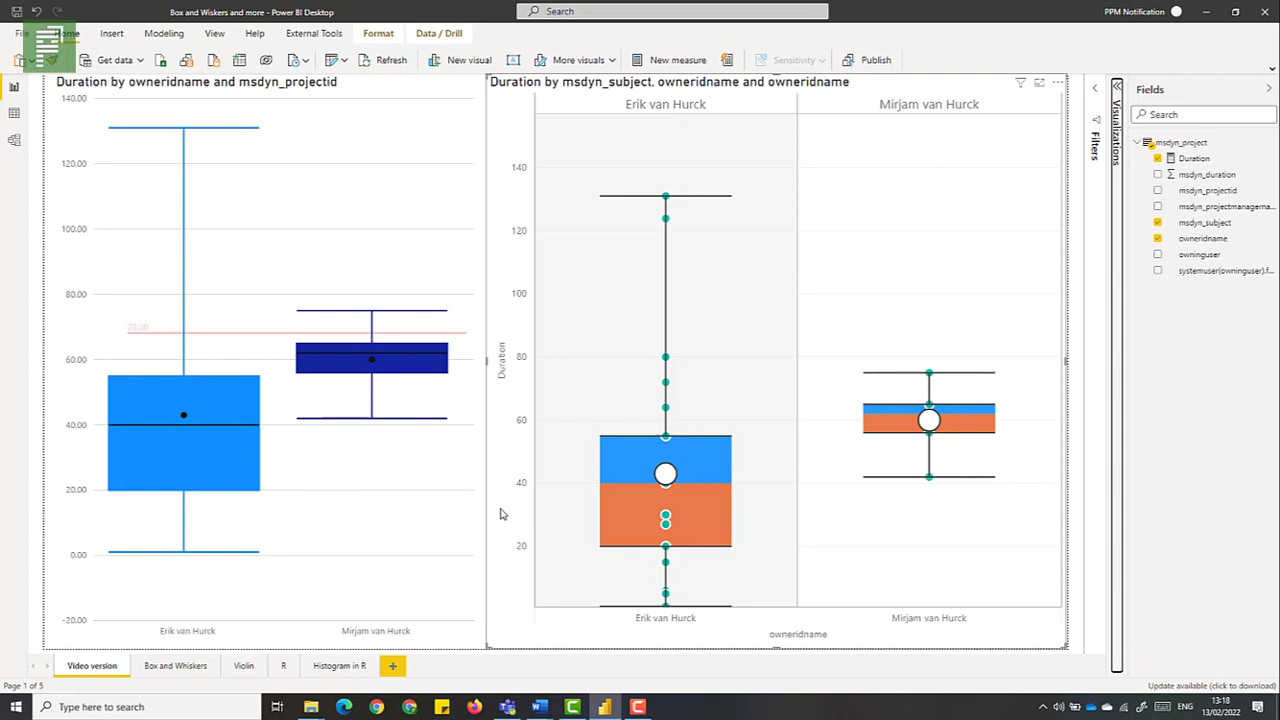 Box and Wiskers and more - Power BI Desktop
Search
PPM Notification
File
Home
Insert
Modeling
View
Help
External Tools
Format
Data / Drill
Get data
Refresh
New visual
More visuals
New measure
Sensitivity
Publish
Duration by owneridname and msdyn_projectid
140.00
120.00
100.00
80.00
70.00
60.00
40.00
20.00
0.00
-20.00
Erik van Hurck
Mirjam van Hurck
Duration by msdyn_subject, owneridname and owneridname
Erik van Hurck
Mirjam van Hurck
140
120
100
80
60
40
20
Duration
Erik van Hurck
Mirjam van Hurck
owneridname
Filters
Visualizations
Fields
Search
msdyn_project
Duration
msdyn_duration
msdyn_projectid
msdyn_projectmanagerna...
msdyn_subject
owneridname
owninguser
systemuser(owninguser).f...
Video version
Box and Whiskers
Violin
R
Histogram in R
Page 1 of 5
Update available (click to download)
Type here to search
13:18
13/02/2022